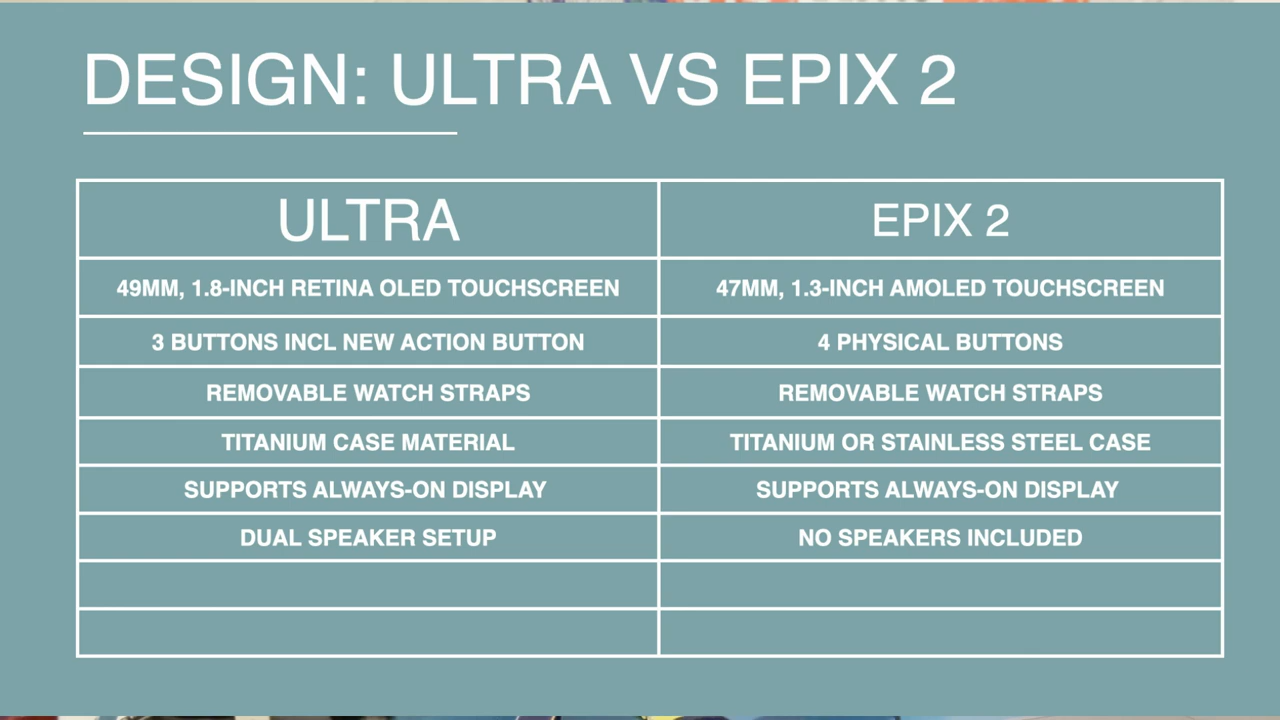 DESIGN: ULTRA VS EPIX 2
ULTRA
EPIX 2
49MM, 1.8-INCH RETINA OLED TOUCHSCREEN
47MM, 1.3-INCH AMOLED TOUCHSCREEN
3 BUTTONS INCL NEW ACTION BUTTON
4 PHYSICAL BUTTONS
REMOVABLE WATCH STRAPS
REMOVABLE WATCH STRAPS
TITANIUM CASE MATERIAL
TITANIUM OR STAINLESS STEEL CASE
SUPPORTS ALWAYS-ON DISPLAY
SUPPORTS ALWAYS-ON DISPLAY
DUAL SPEAKER SETUP
NO SPEAKERS INCLUDED